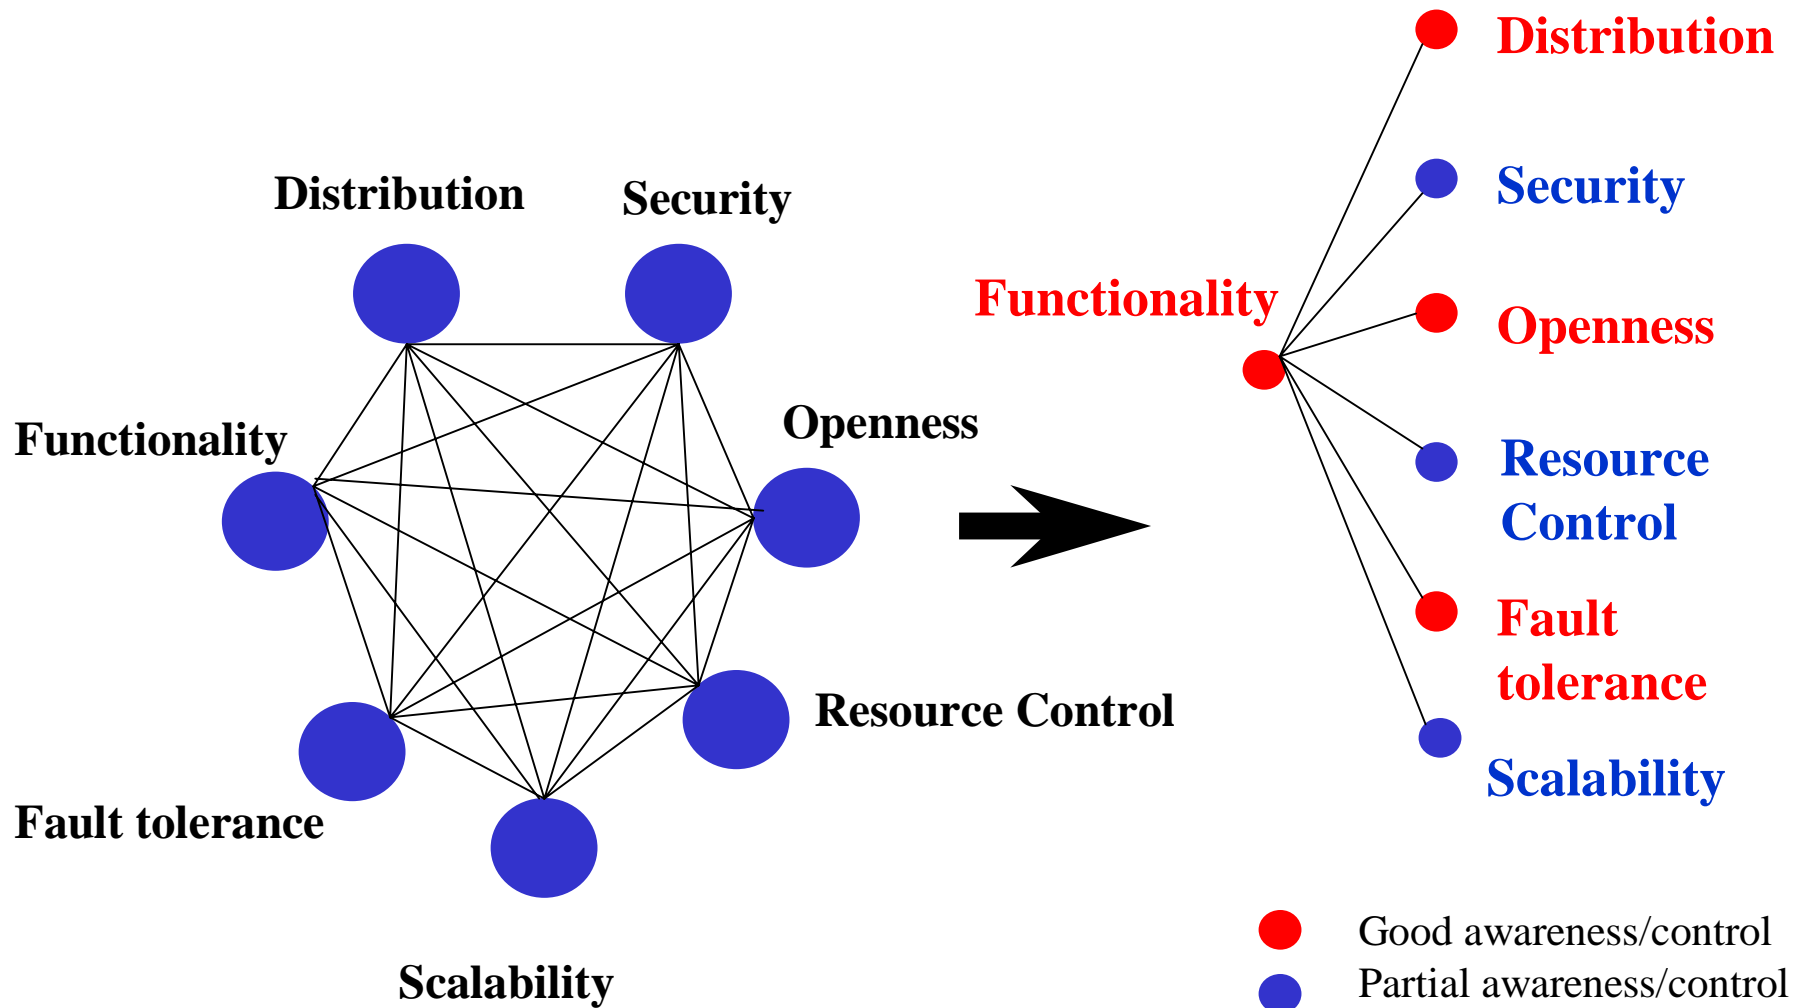 Distribution
Security
Functionality
Openness
Resource Control
Fault tolerance
Scalability
Functionality
Distribution
Security
Openness
Resource
Control
Fault
tolerance
Scalability
Good awareness/control
Partial awareness/control